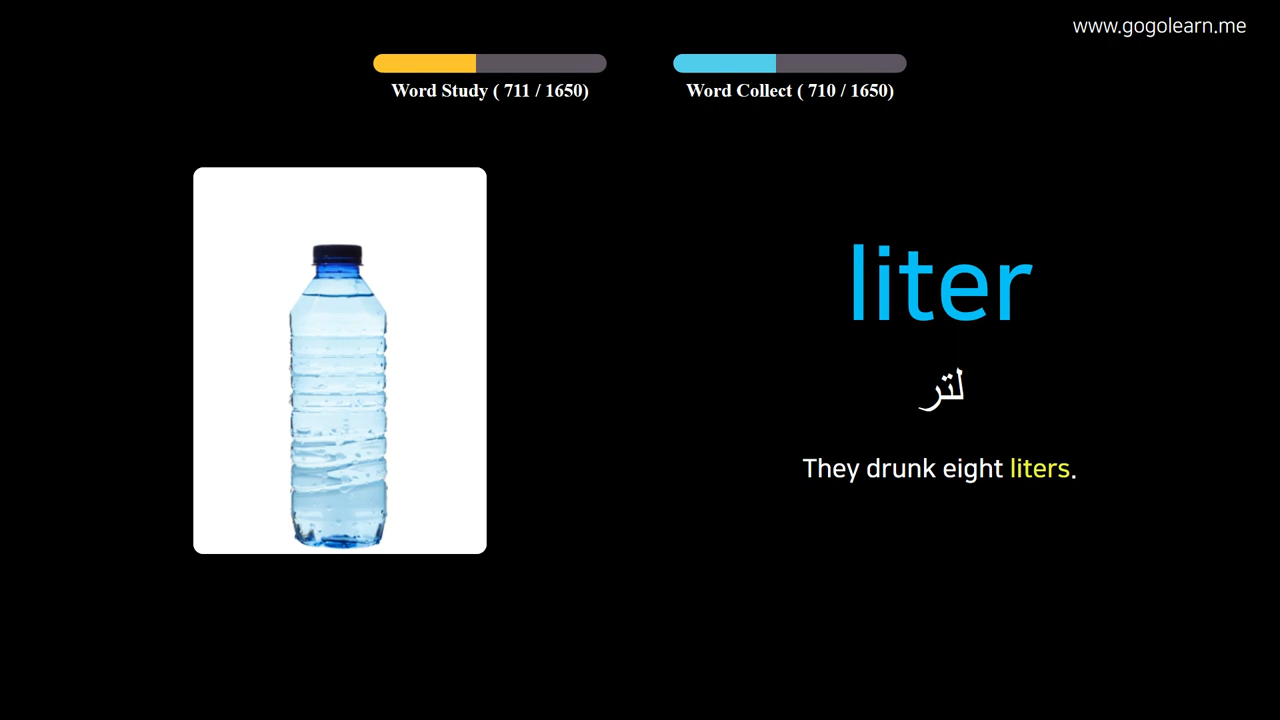 www.gogolearn.me
Word Study ( 711 / 1650)
Word Collect ( 710 / 1650)
liter
لتر
They drunk eight liters.